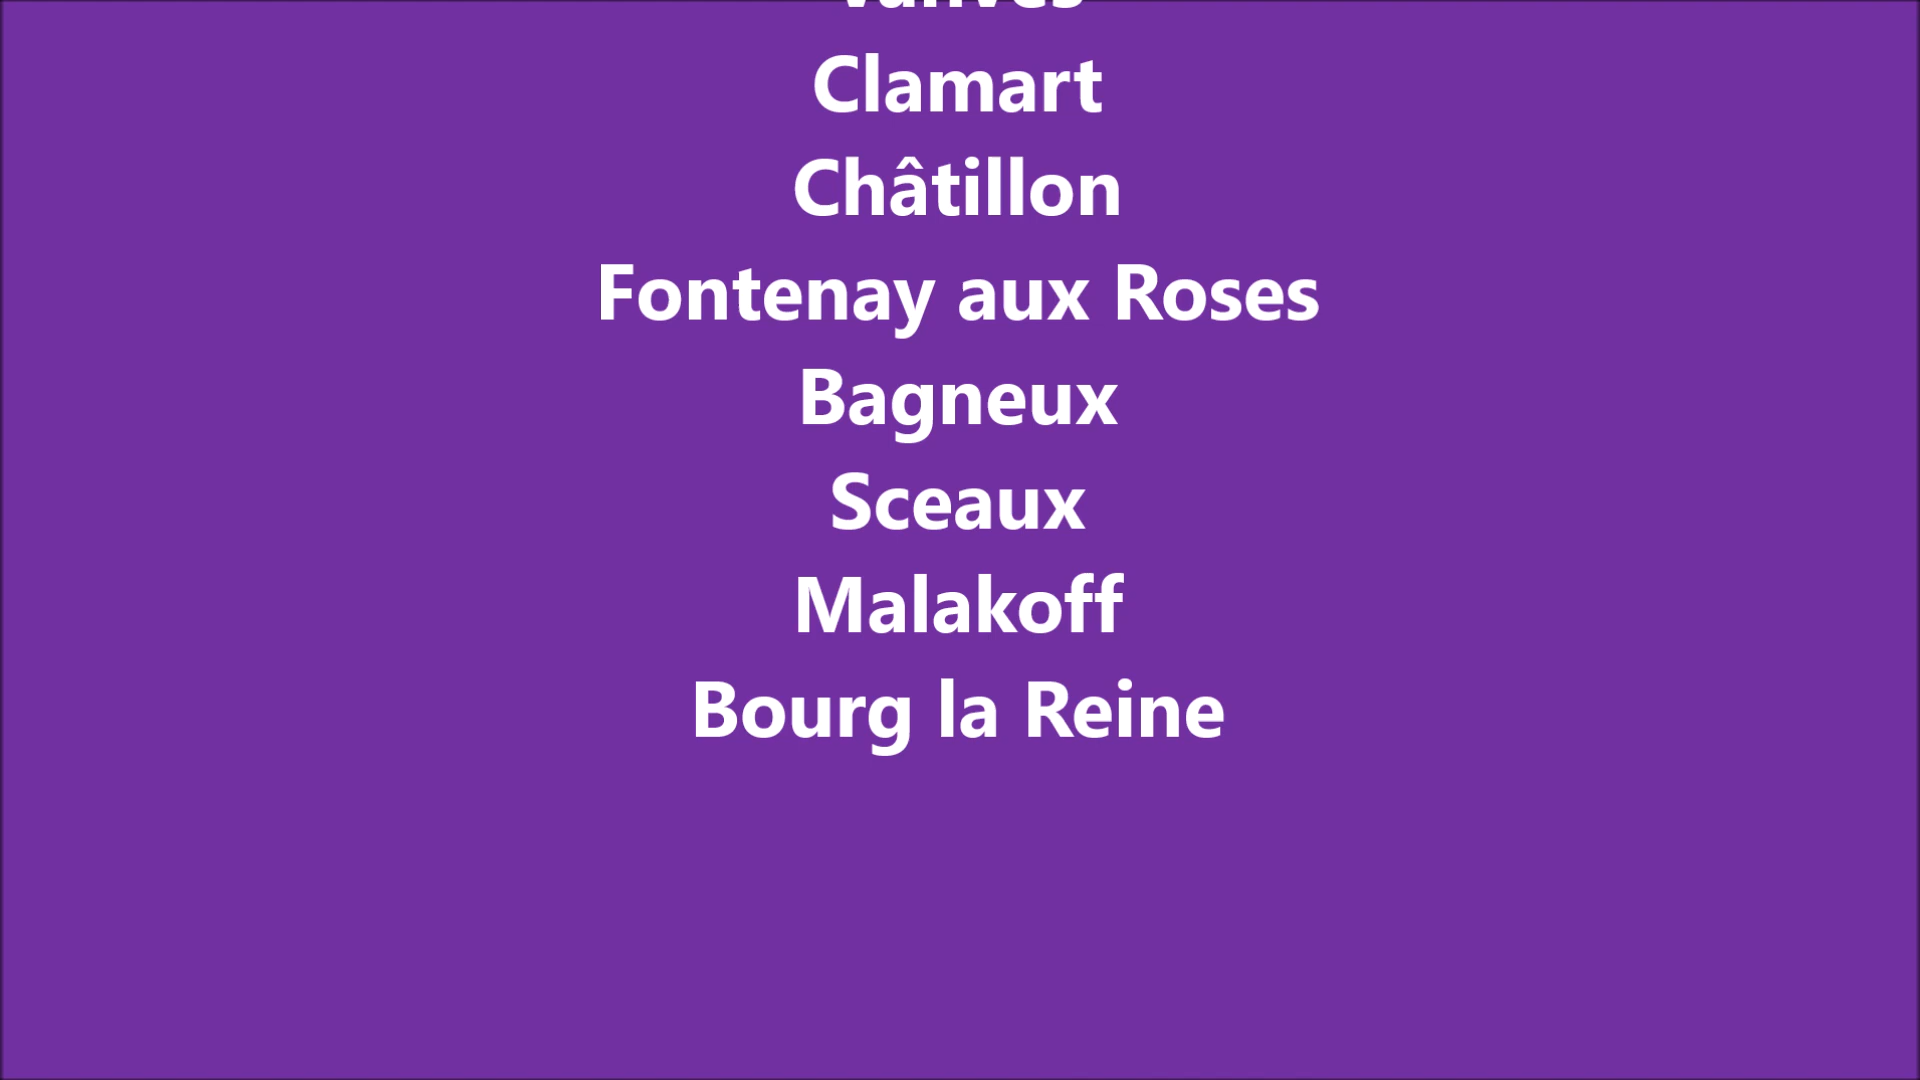 Clamart
Châtillon
Fontenay aux Roses
Bagneux
Sceaux
Malakoff
Bourg la Reine